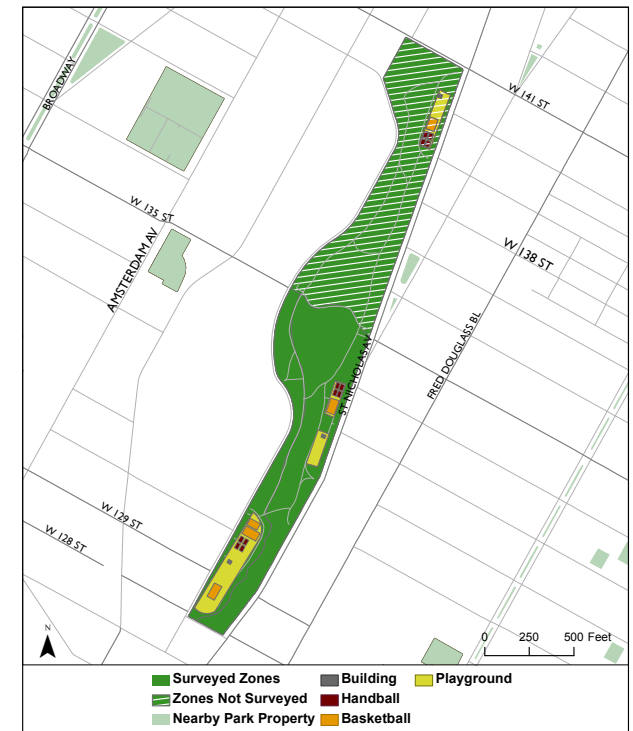 BROADWAY
W 141 ST
W 135 ST
AMSTERDAM AV
W 138 ST
ST NICHOLAS AV
FRED DOUGLASS BL
W 129 ST
W 128 ST
N
0 250 500 Feet
Surveyed Zones Building Playground
Zones Not Surveyed Handball
Nearby Park Property Basketball